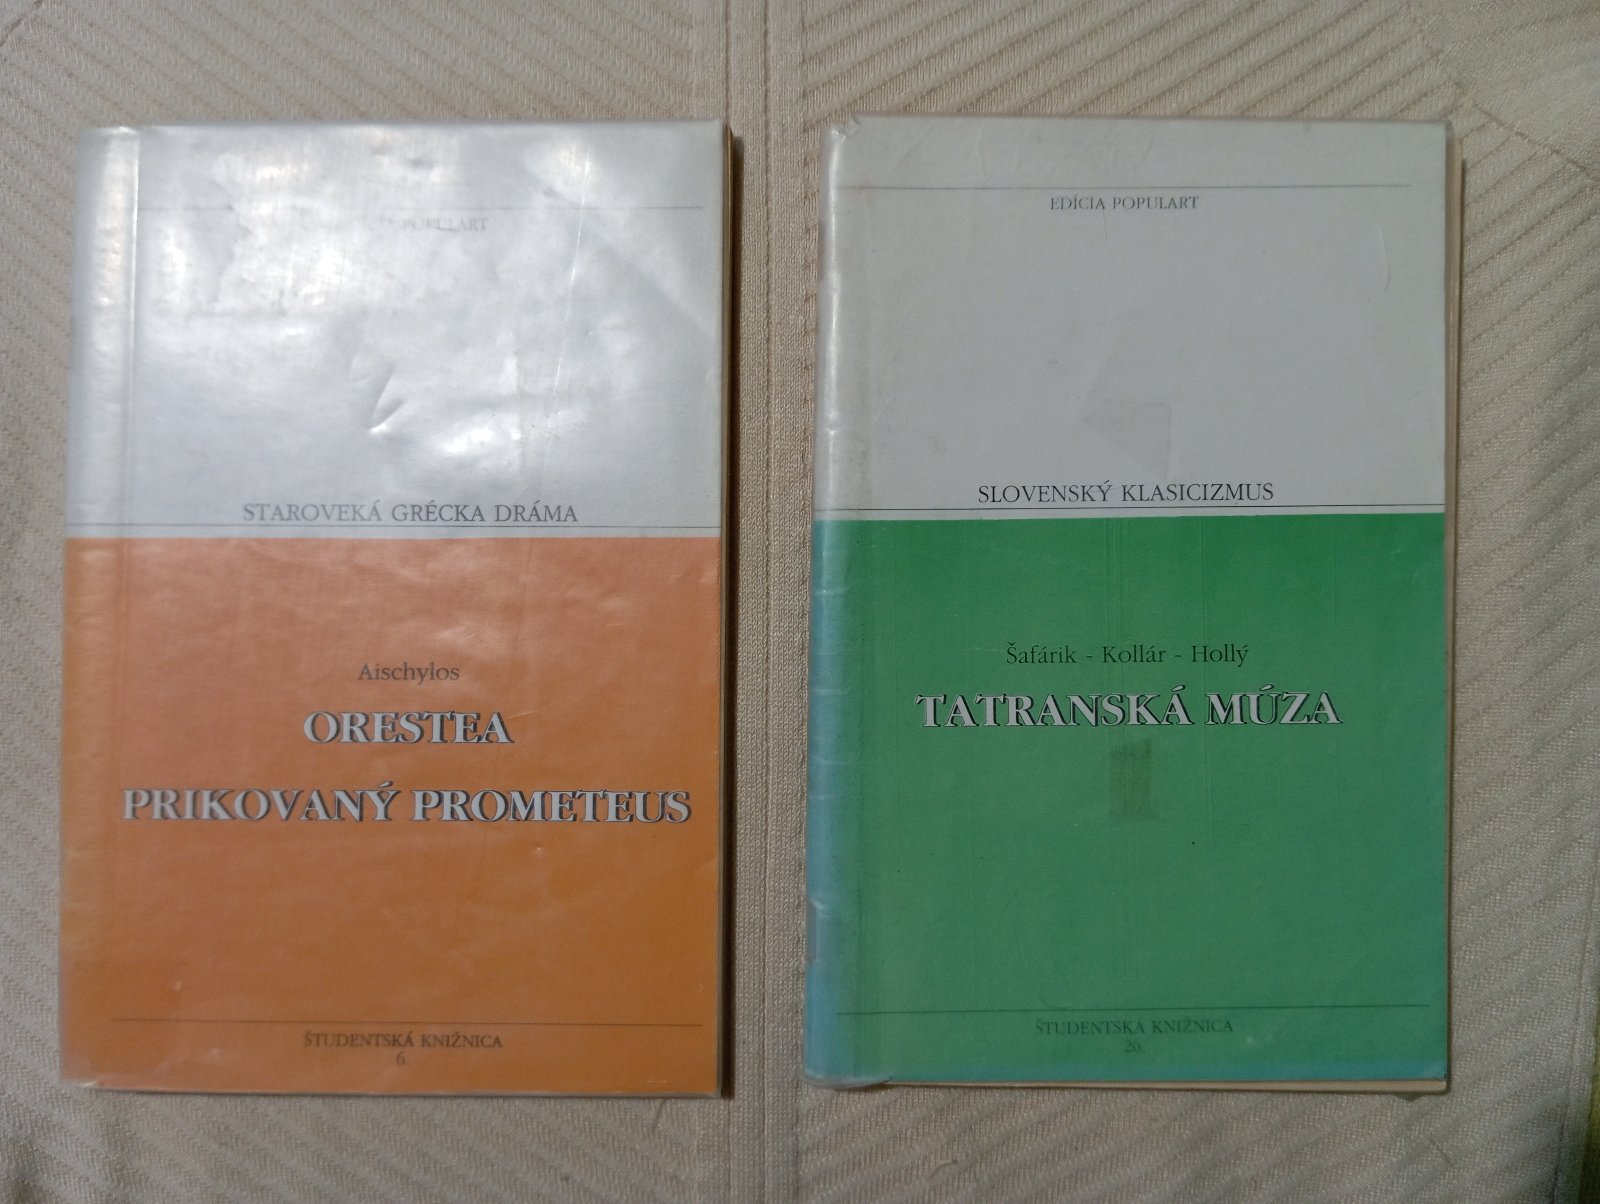 POPULART
STAROVEKÁ GRÉCKA DRÁMA
Aischylos
ORESTEA
PRIKOVANÝ PROMETEUS
ŠTUDENTSKÁ KNIŽNICA
6.
EDÍCIA POPULART
SLOVENSKÝ KLASICIZMUS
Šafárik - Kollár - Hollý
TATRANSKÁ MÚZA
ŠTUDENTSKÁ KNIŽNICA
26.